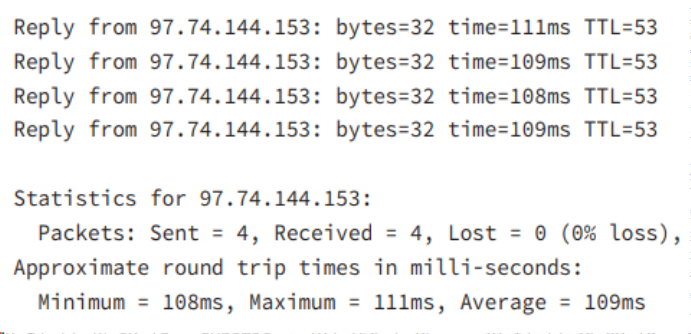 Reply from 97.74.144.153: bytes=32 time=111ms TTL=53
Reply from 97.74.144.153: bytes=32 time=109ms TTL=53
Reply from 97.74.144.153: bytes=32 time=108ms TTL=53
Reply from 97.74.144.153: bytes=32 time=109ms TTL=53
Statistics for 97.74.144.153:
Packets: Sent = 4, Received = 4, Lost = 0 (0% loss),
Approximate round trip times in milli-seconds:
Minimum = 108ms, Maximum = 111ms, Average = 109ms